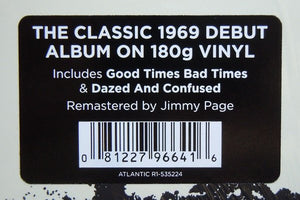 THE CLASSIC 1969 DEBUT
ALBUM ON 180g VINYL
Includes Good Times Bad Times
& Dazed And Confused
Remastered by Jimmy Page
0 81227 96641 6
ATLANTIC R1-535224